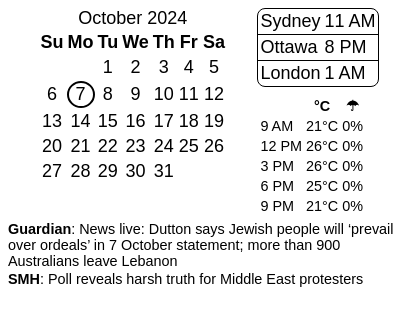 October 2024
Su Mo Tu We Th Fr Sa
1 2 3 4 5
6 7 8 9 10 11 12
13 14 15 16 17 18 19
20 21 22 23 24 25 26
27 28 29 30 31
Sydney 11 AM
Ottawa 8 PM
London 1 AM
°C ☂
9 AM 21°C 0%
12 PM 26°C 0%
3 PM 26°C 0%
6 PM 25°C 0%
9 PM 21°C 0%
Guardian: News live: Dutton says Jewish people will ‘prevail
over ordeals’ in 7 October statement; more than 900
Australians leave Lebanon
SMH: Poll reveals harsh truth for Middle East protesters